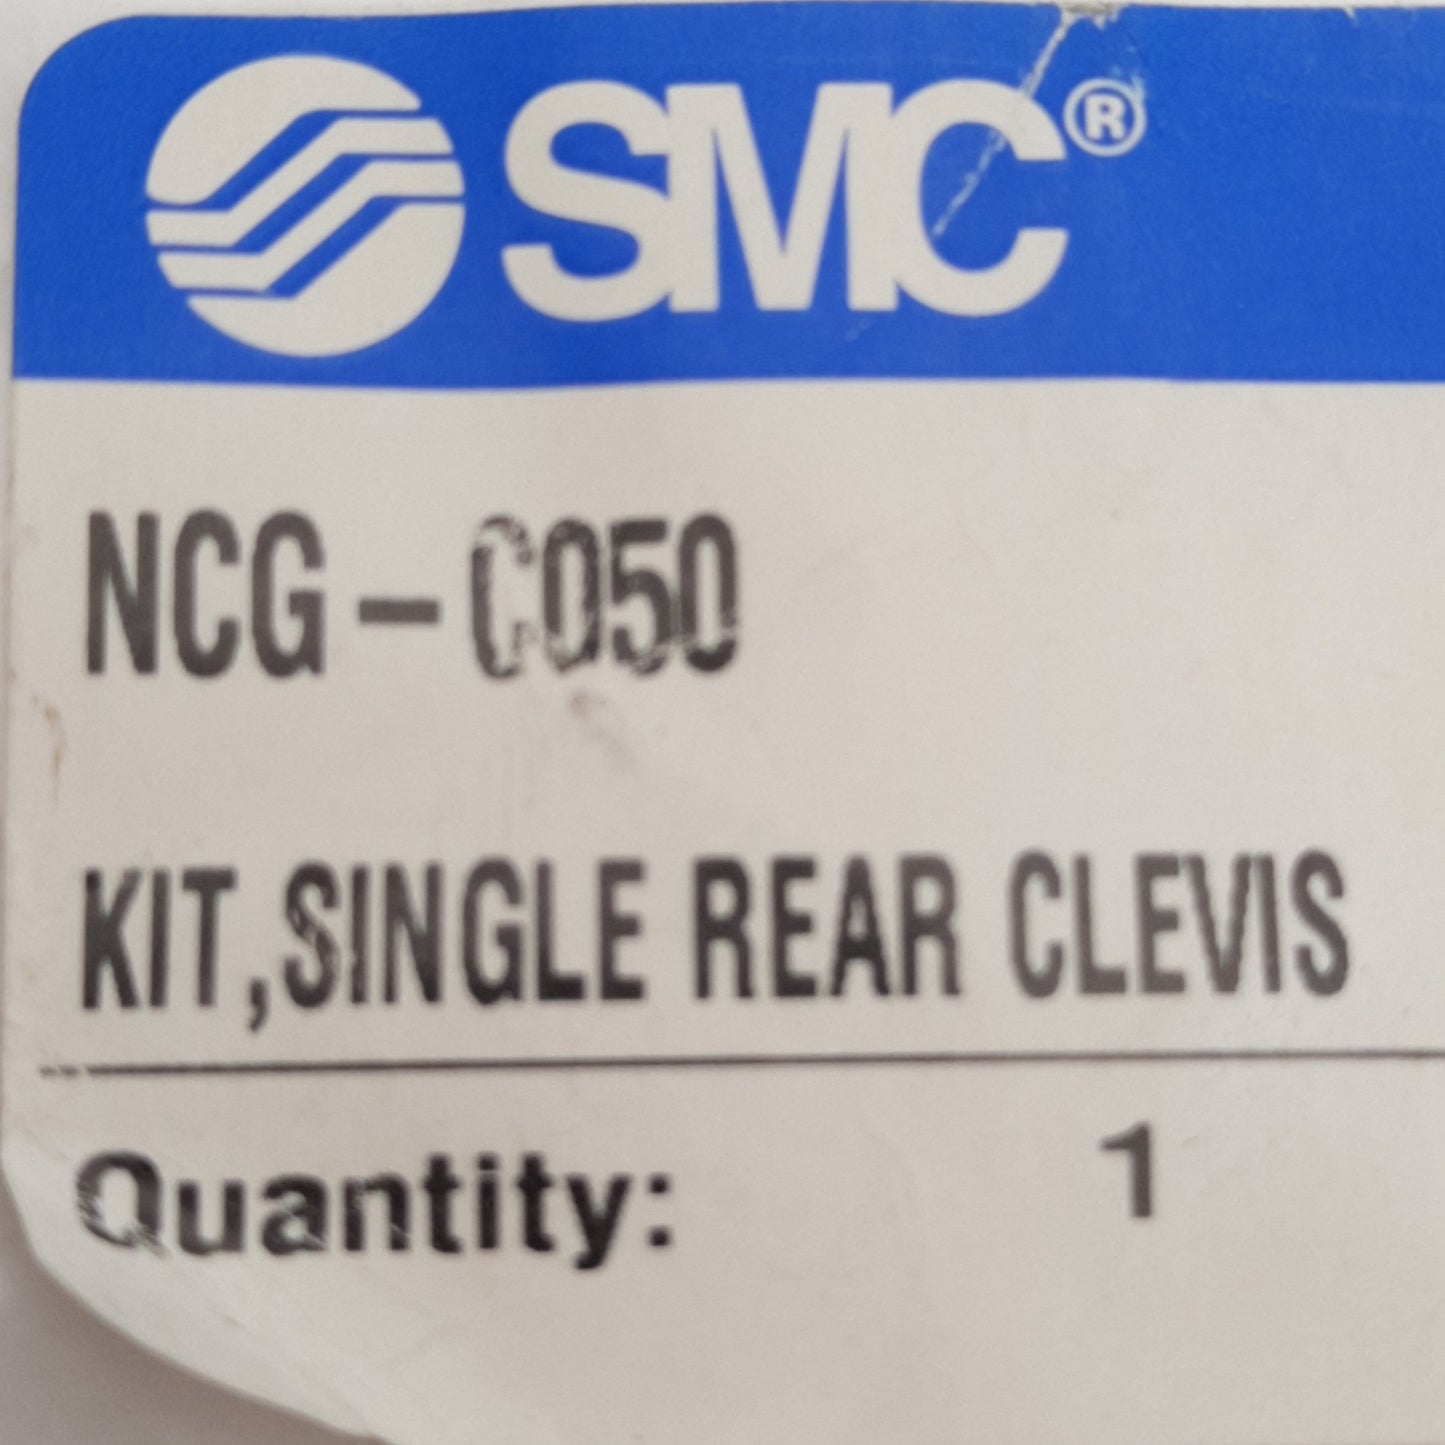 SMC®
NCG-C050
KIT,SINGLE REAR CLEVIS
Quantity: 1